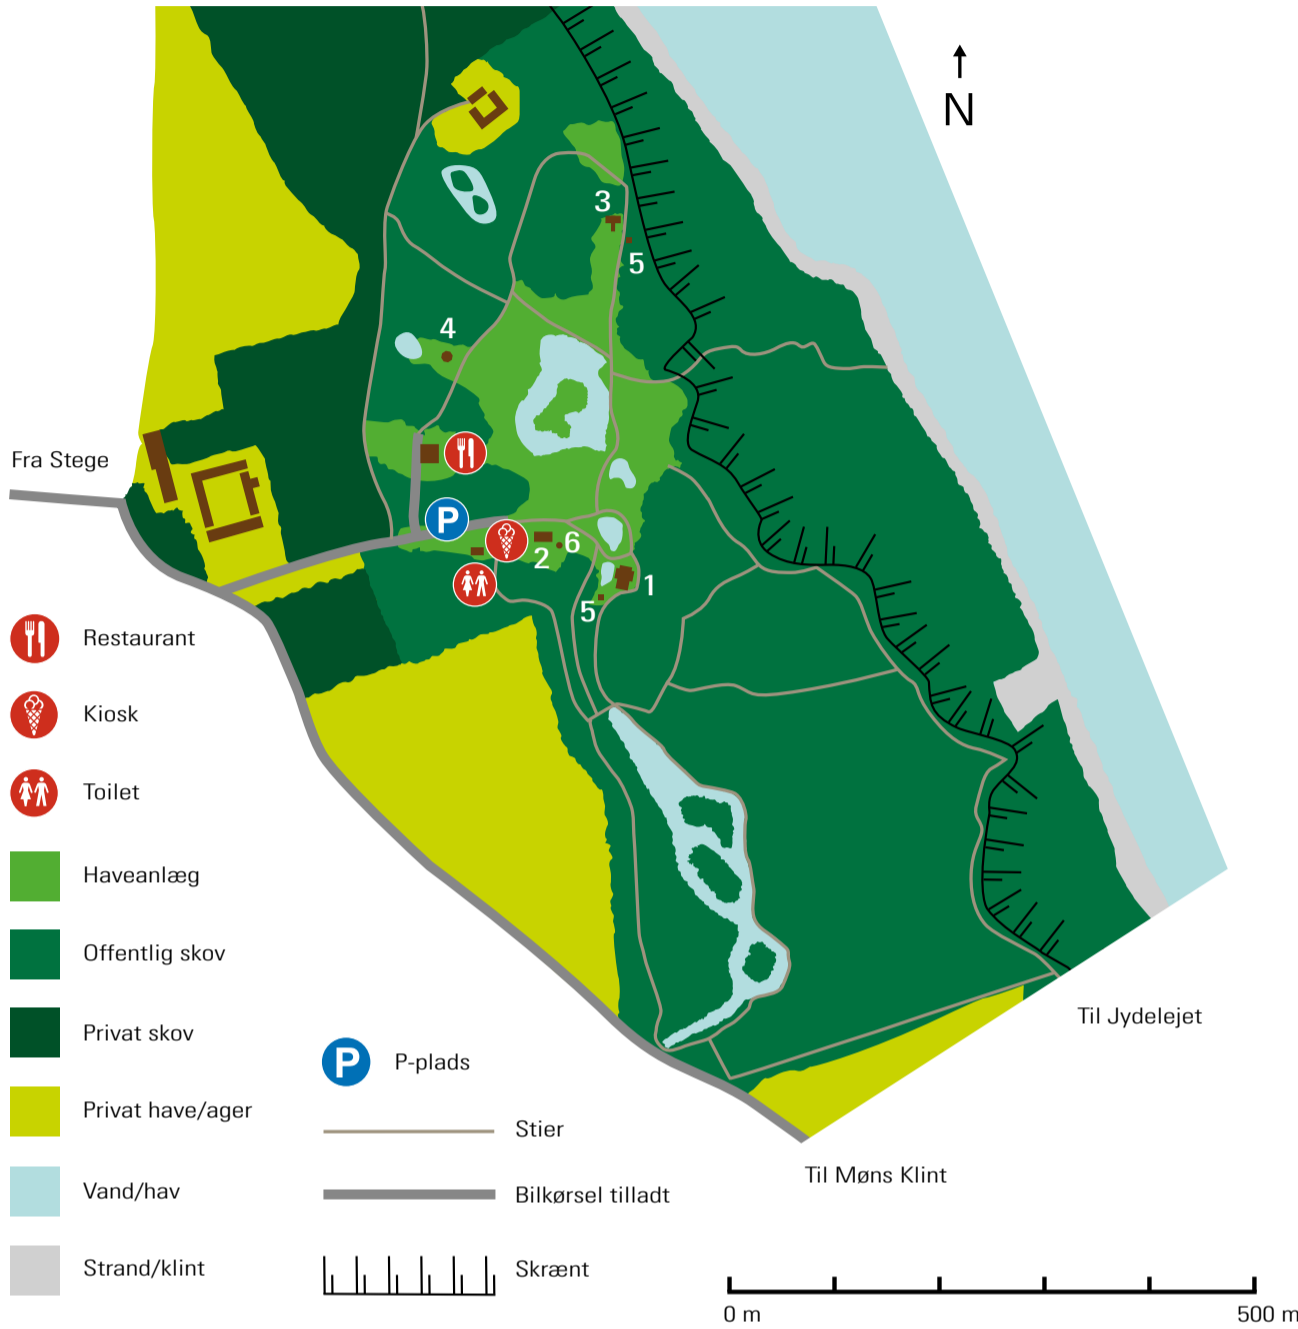 N
3
5
4
Fra Stege
P
2
6
1
5
Restaurant
Kiosk
Toilet
Haveanlæg
Offentlig skov
Privat skov
Privat have/ager
Vand/hav
Strand/klint
P
P-plads
Stier
Bilkørsel tilladt
Skrænt
Til Jydelejet
Til Møns Klint
0 m
500 m